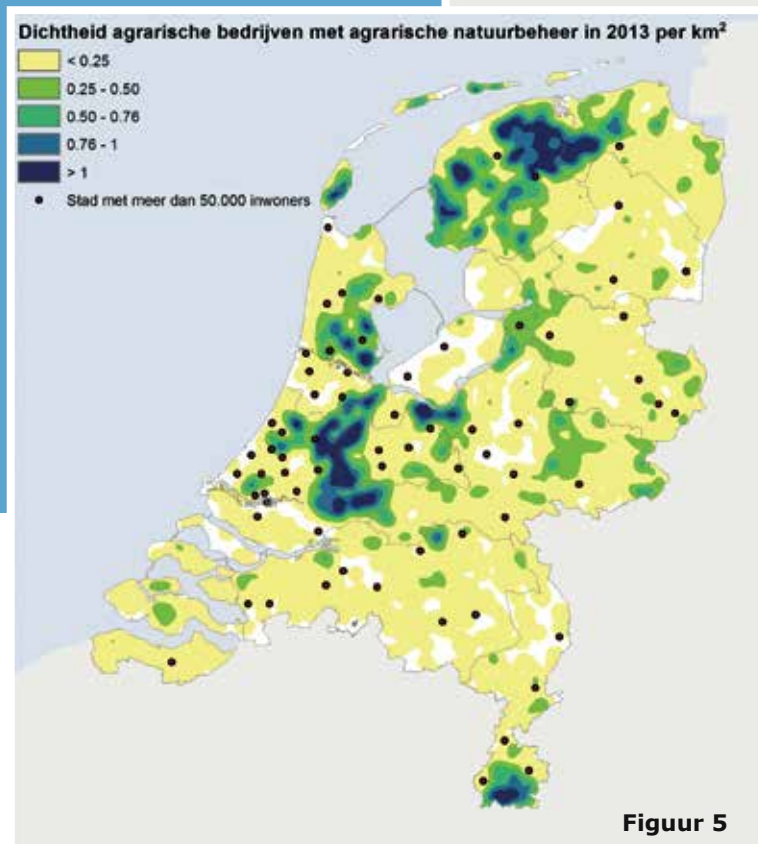 Dichtheid agrarische bedrijven met agrarische natuurbeheer in 2013 per km²
< 0.25
0.25 - 0.50
0.50 - 0.76
0.76 - 1
> 1
Stad met meer dan 50.000 inwoners
Figuur 5